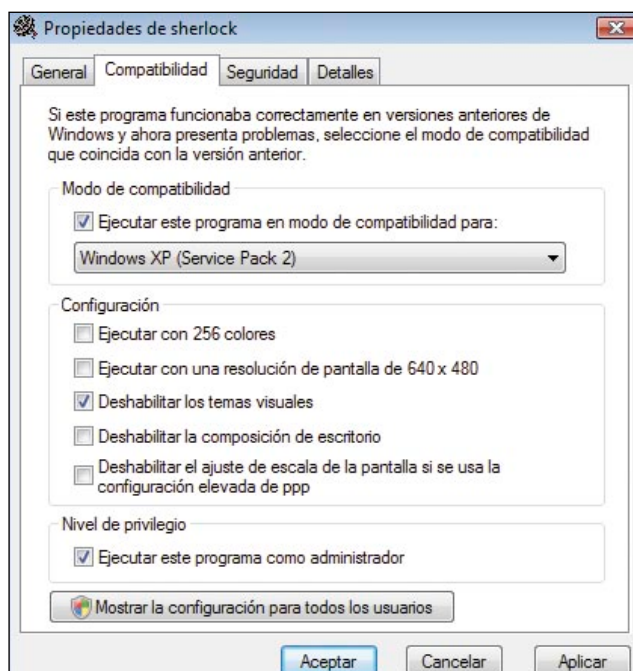 Propiedades de sherlock
General Compatibilidad Seguridad Detalles
Si este programa funcionaba correctamente en versiones anteriores de
Windows y ahora presenta problemas, seleccione el modo de compatibilidad
que coincida con la versión anterior.
Modo de compatibilidad
Ejecutar este programa en modo de compatibilidad para:
Windows XP (Service Pack 2)
Configuración
Ejecutar con 256 colores
Ejecutar con una resolución de pantalla de 640 x 480
Deshabilitar los temas visuales
Deshabilitar la composición de escritorio
Deshabilitar el ajuste de escala de la pantalla si se usa la
configuración elevada de ppp
Nivel de privilegio
Ejecutar este programa como administrador
Mostrar la configuración para todos los usuarios
Aceptar Cancelar Aplicar